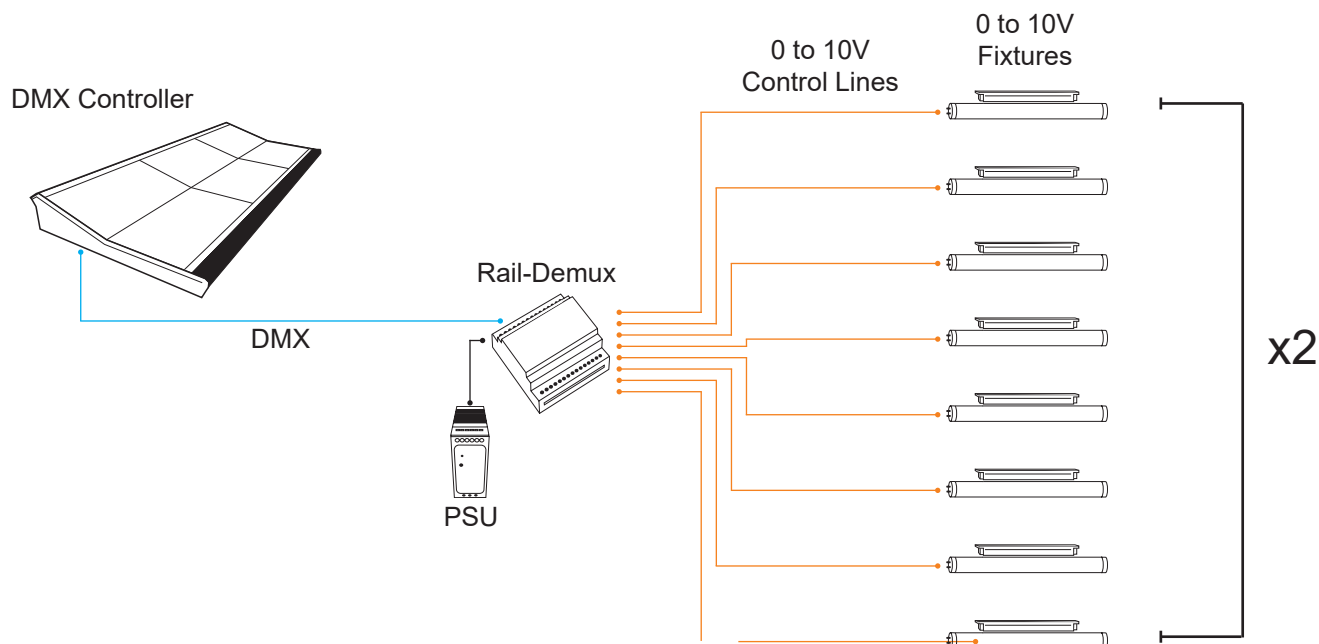 0 to 10V
Fixtures
0 to 10V
Control Lines
DMX Controller
Rail-Demux
DMX
x2
PSU